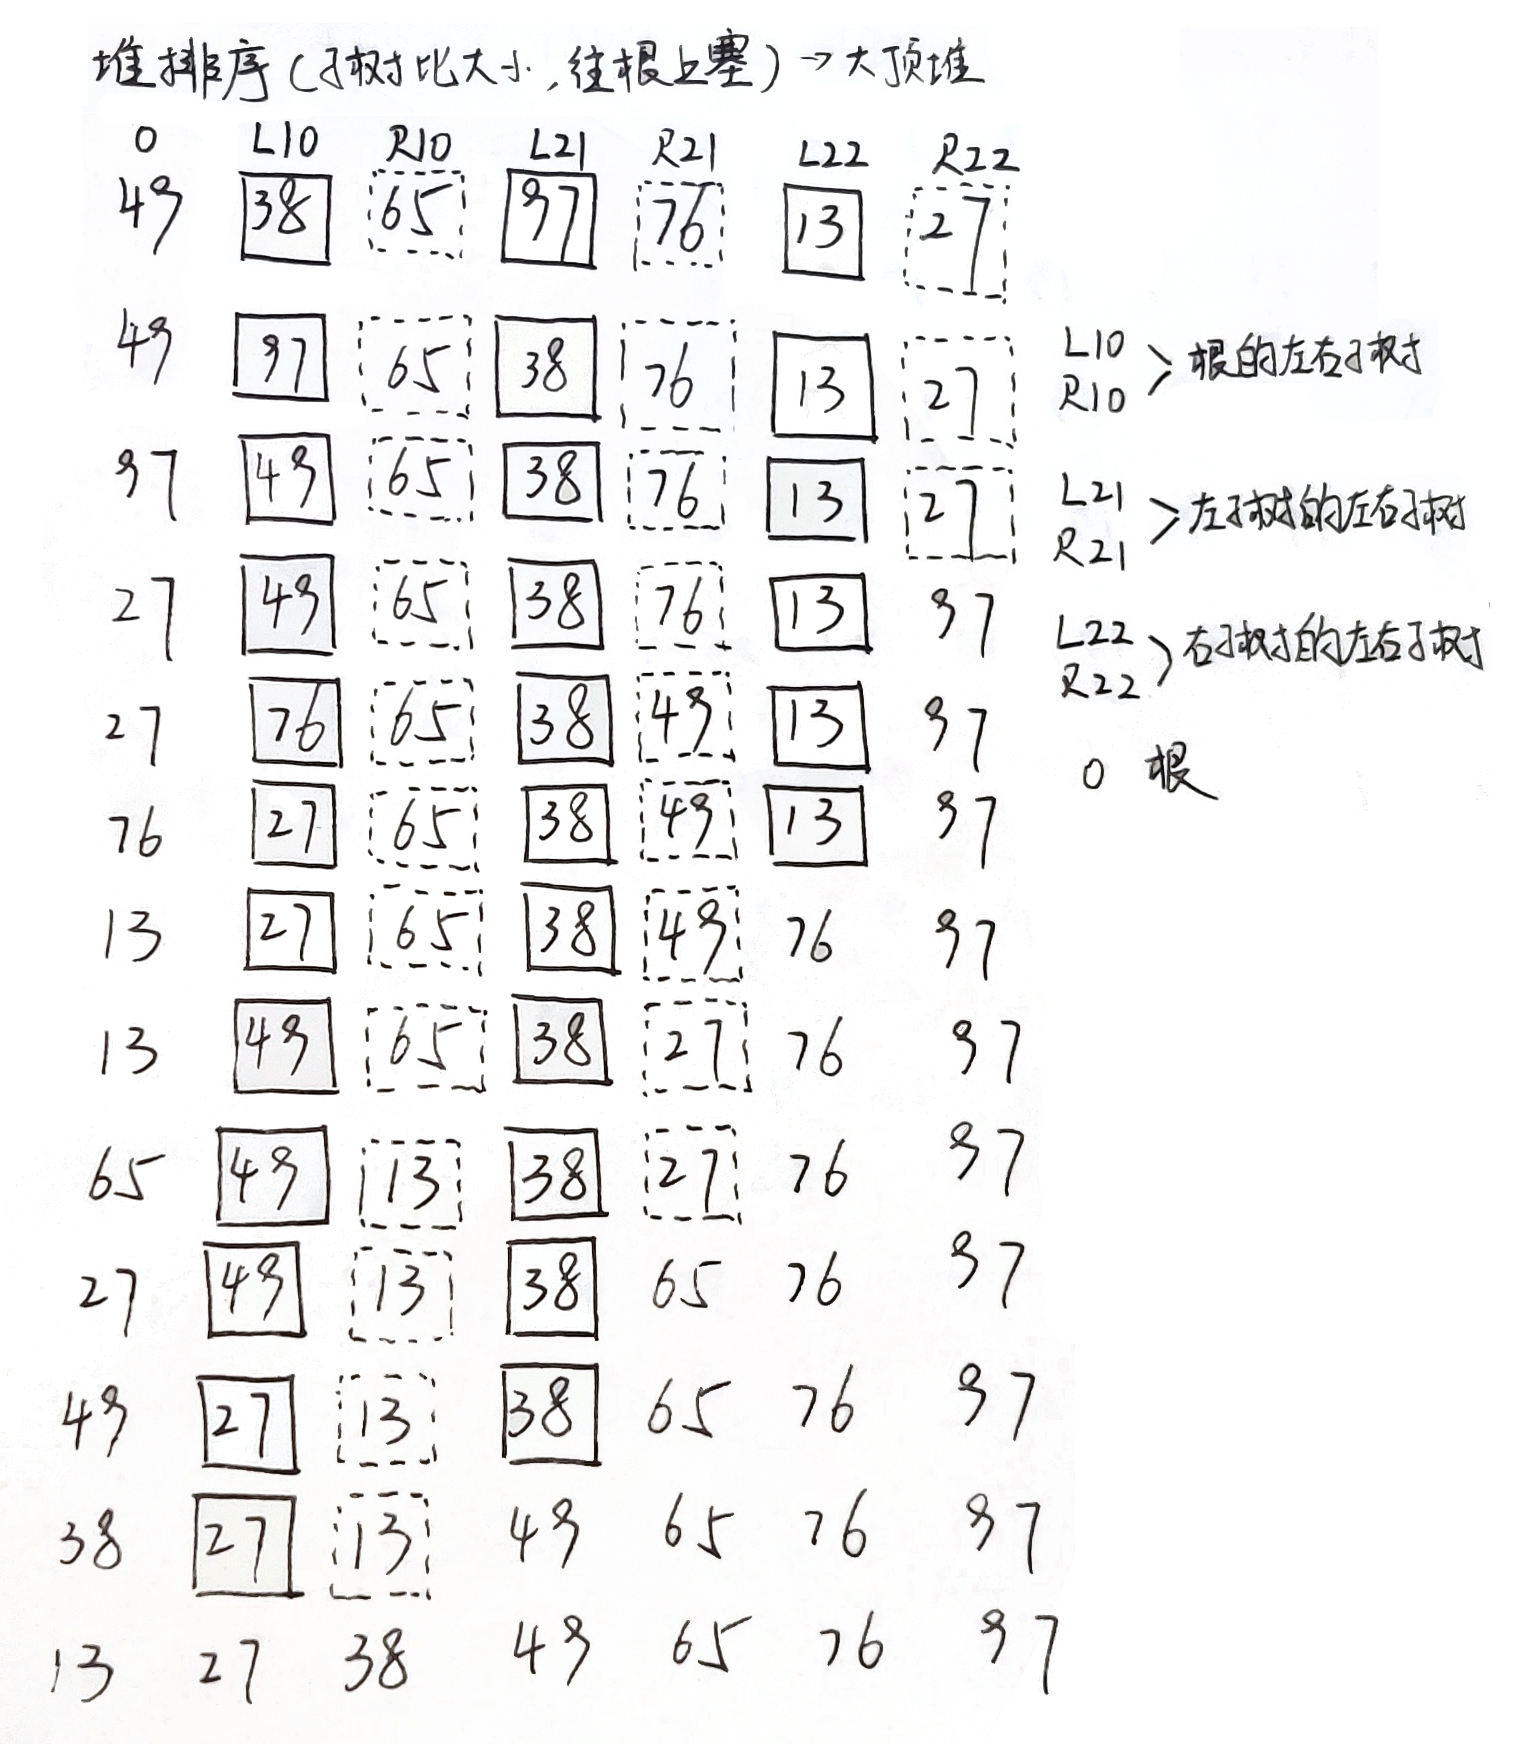 堆排序(子树比大小,往根上塞)→大顶堆
0 L10 R10 L21 R21 L22 R22
49 38 65 97 76 13 27
49 97 65 38 76 13 27
L10
R10 > 根的左右子树
97 49 65 38 76 13 27
L21
R21 > 左子树的左右子树
27 49 65 38 76 13 97
L22
R22 > 右子树的左右子树
27 76 65 38 49 13 97
0 根
76 27 65 38 49 13 97
13 27 65 38 49 76 97
13 49 65 38 27 76 97
65 49 13 38 27 76 97
27 49 13 38 65 76 97
49 27 13 38 65 76 97
38 27 13 49 65 76 97
13 27 38 49 65 76 97